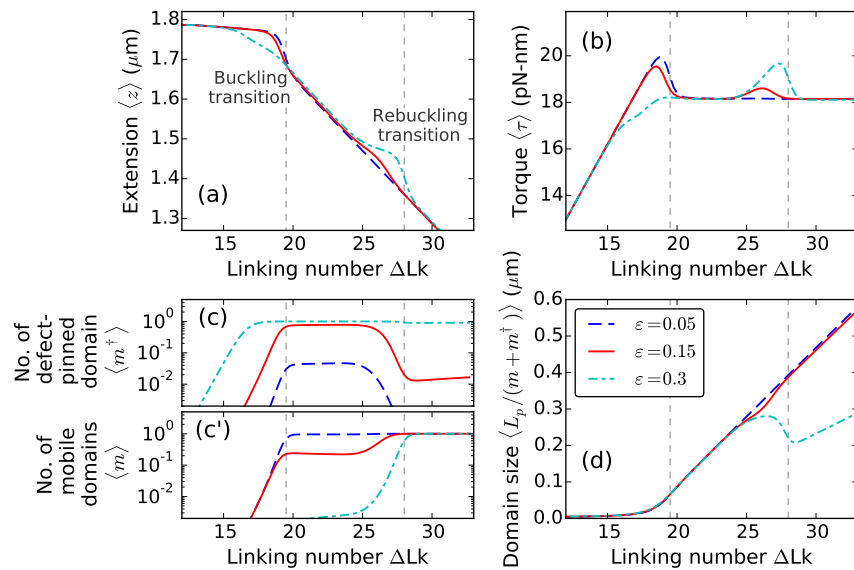 1.8
1.7
1.6
1.5
1.4
1.3
Extension ⟨z⟩ (μm)
Buckling
transition
Rebuckling
transition
(a)
15 20 25 30
Linking number ΔLk
22
20
18
16
14
Torque ⟨τ⟩ (pN-nm)
(b)
15 20 25 30
Linking number ΔLk
No. of
defect-
pinned
domain
⟨m†⟩
10⁰
10⁻¹
10⁻²
(c)
No. of
mobile
domains
⟨m⟩
10⁰
10⁻¹
10⁻²
(c')
15 20 25 30
Linking number ΔLk
Domain size ⟨Lₚ/(m+m†)⟩ (μm)
0.6
0.5
0.4
0.3
0.2
0.1
0.0
ε=0.05
ε=0.15
ε=0.3
(d)
15 20 25 30
Linking number ΔLk